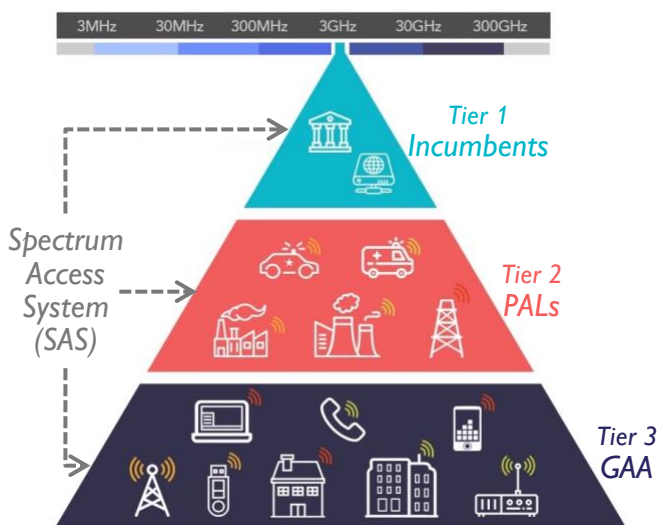 3MHz 30MHz 300MHz 3GHz 30GHz 300GHz
Tier 1
Incumbents
Spectrum
Access
System
(SAS)
Tier 2
PALs
Tier 3
GAA